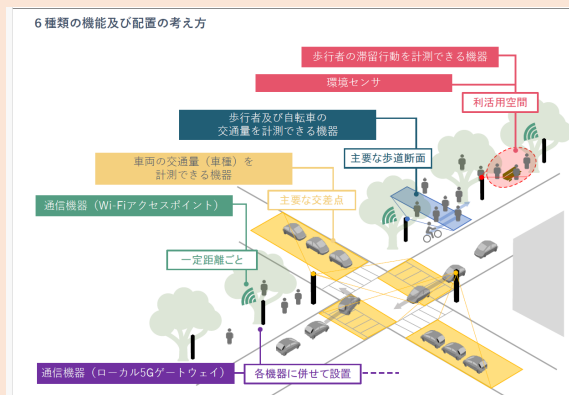 6種類の機能及び配置の考え方
歩行者の滞留行動を計測できる機器
環境センサ
利活用空間
歩行者及び自転車の
交通量を計測できる機器
主要な歩道断面
車両の交通量（車種）を
計測できる機器
主要な交差点
通信機器（Wi-Fiアクセスポイント）
一定距離ごと
通信機器（ローカル5Gゲートウェイ）
各機器に併せて設置